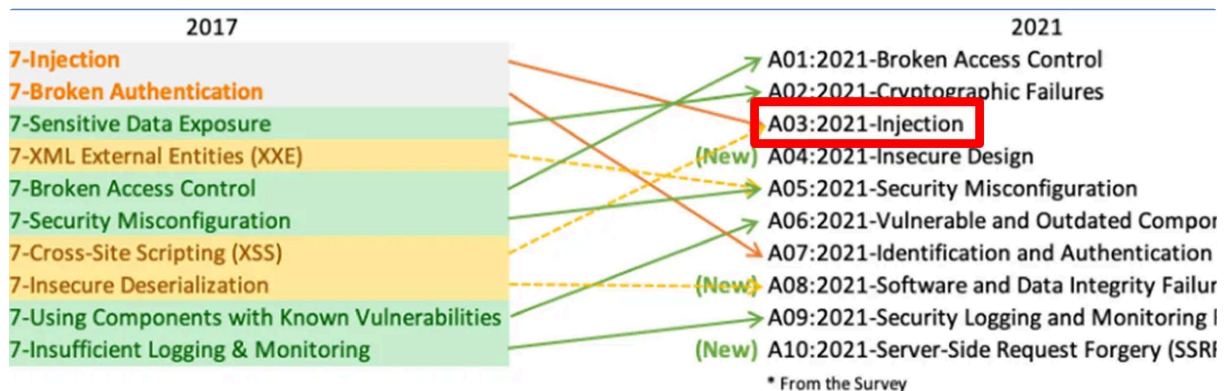 2017
7-Injection
7-Broken Authentication
7-Sensitive Data Exposure
7-XML External Entities (XXE)
7-Broken Access Control
7-Security Misconfiguration
7-Cross-Site Scripting (XSS)
7-Insecure Deserialization
7-Using Components with Known Vulnerabilities
7-Insufficient Logging & Monitoring
2021
A01:2021-Broken Access Control
A02:2021-Cryptographic Failures
A03:2021-Injection
(New) A04:2021-Insecure Design
A05:2021-Security Misconfiguration
A06:2021-Vulnerable and Outdated Compo
A07:2021-Identification and Authentication
(New) A08:2021-Software and Data Integrity Failur
A09:2021-Security Logging and Monitoring
(New) A10:2021-Server-Side Request Forgery (SSRF
* From the Survey